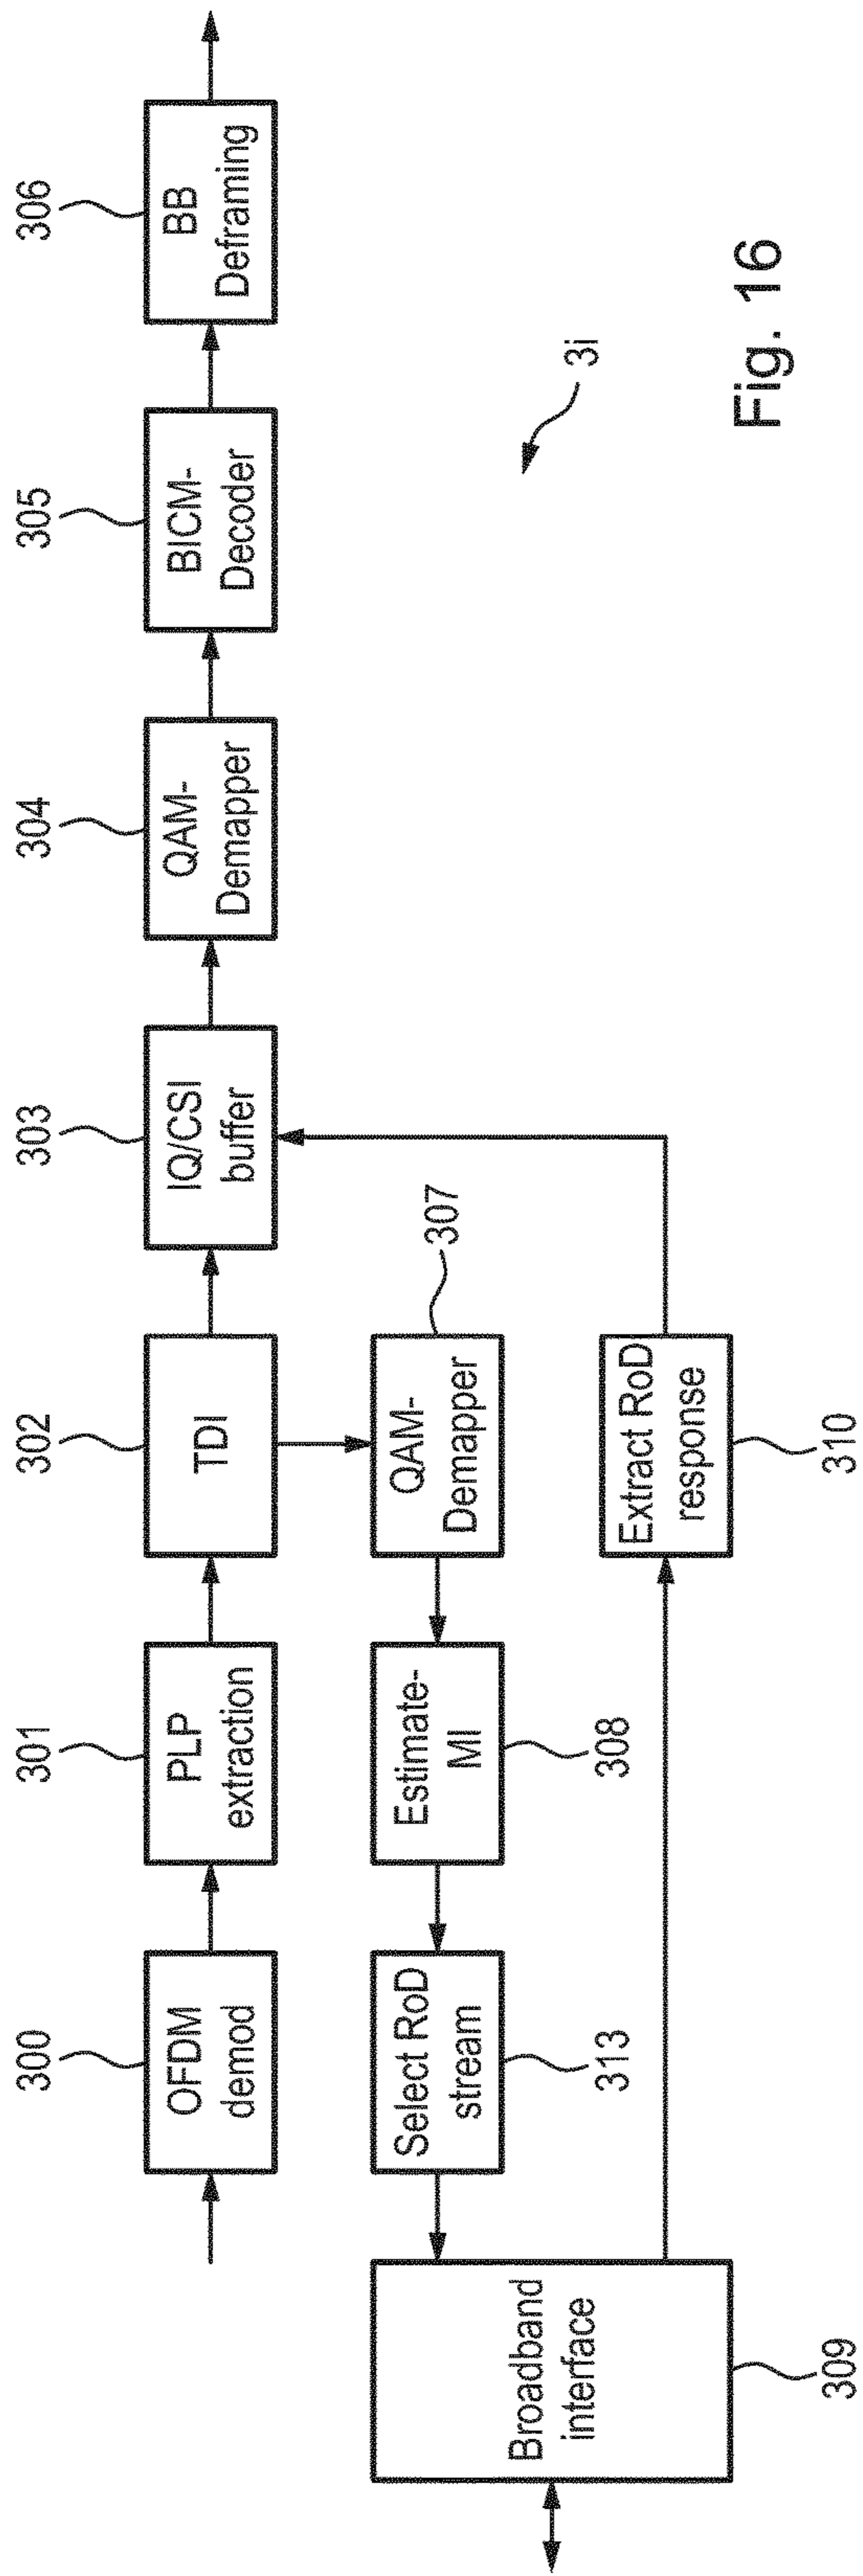 300
301
302
303
304
305
306
OFDM
demod
PLP
extraction
TDI
IQ/CSI
buffer
QAM-
Demapper
BICM-
Decoder
BB
Deframing
307
Broadband
interface
Select RoD
stream
Estimate-
MI
QAM-
Demapper
Extract RoD
response
309
313
308
310
3i
Fig. 16